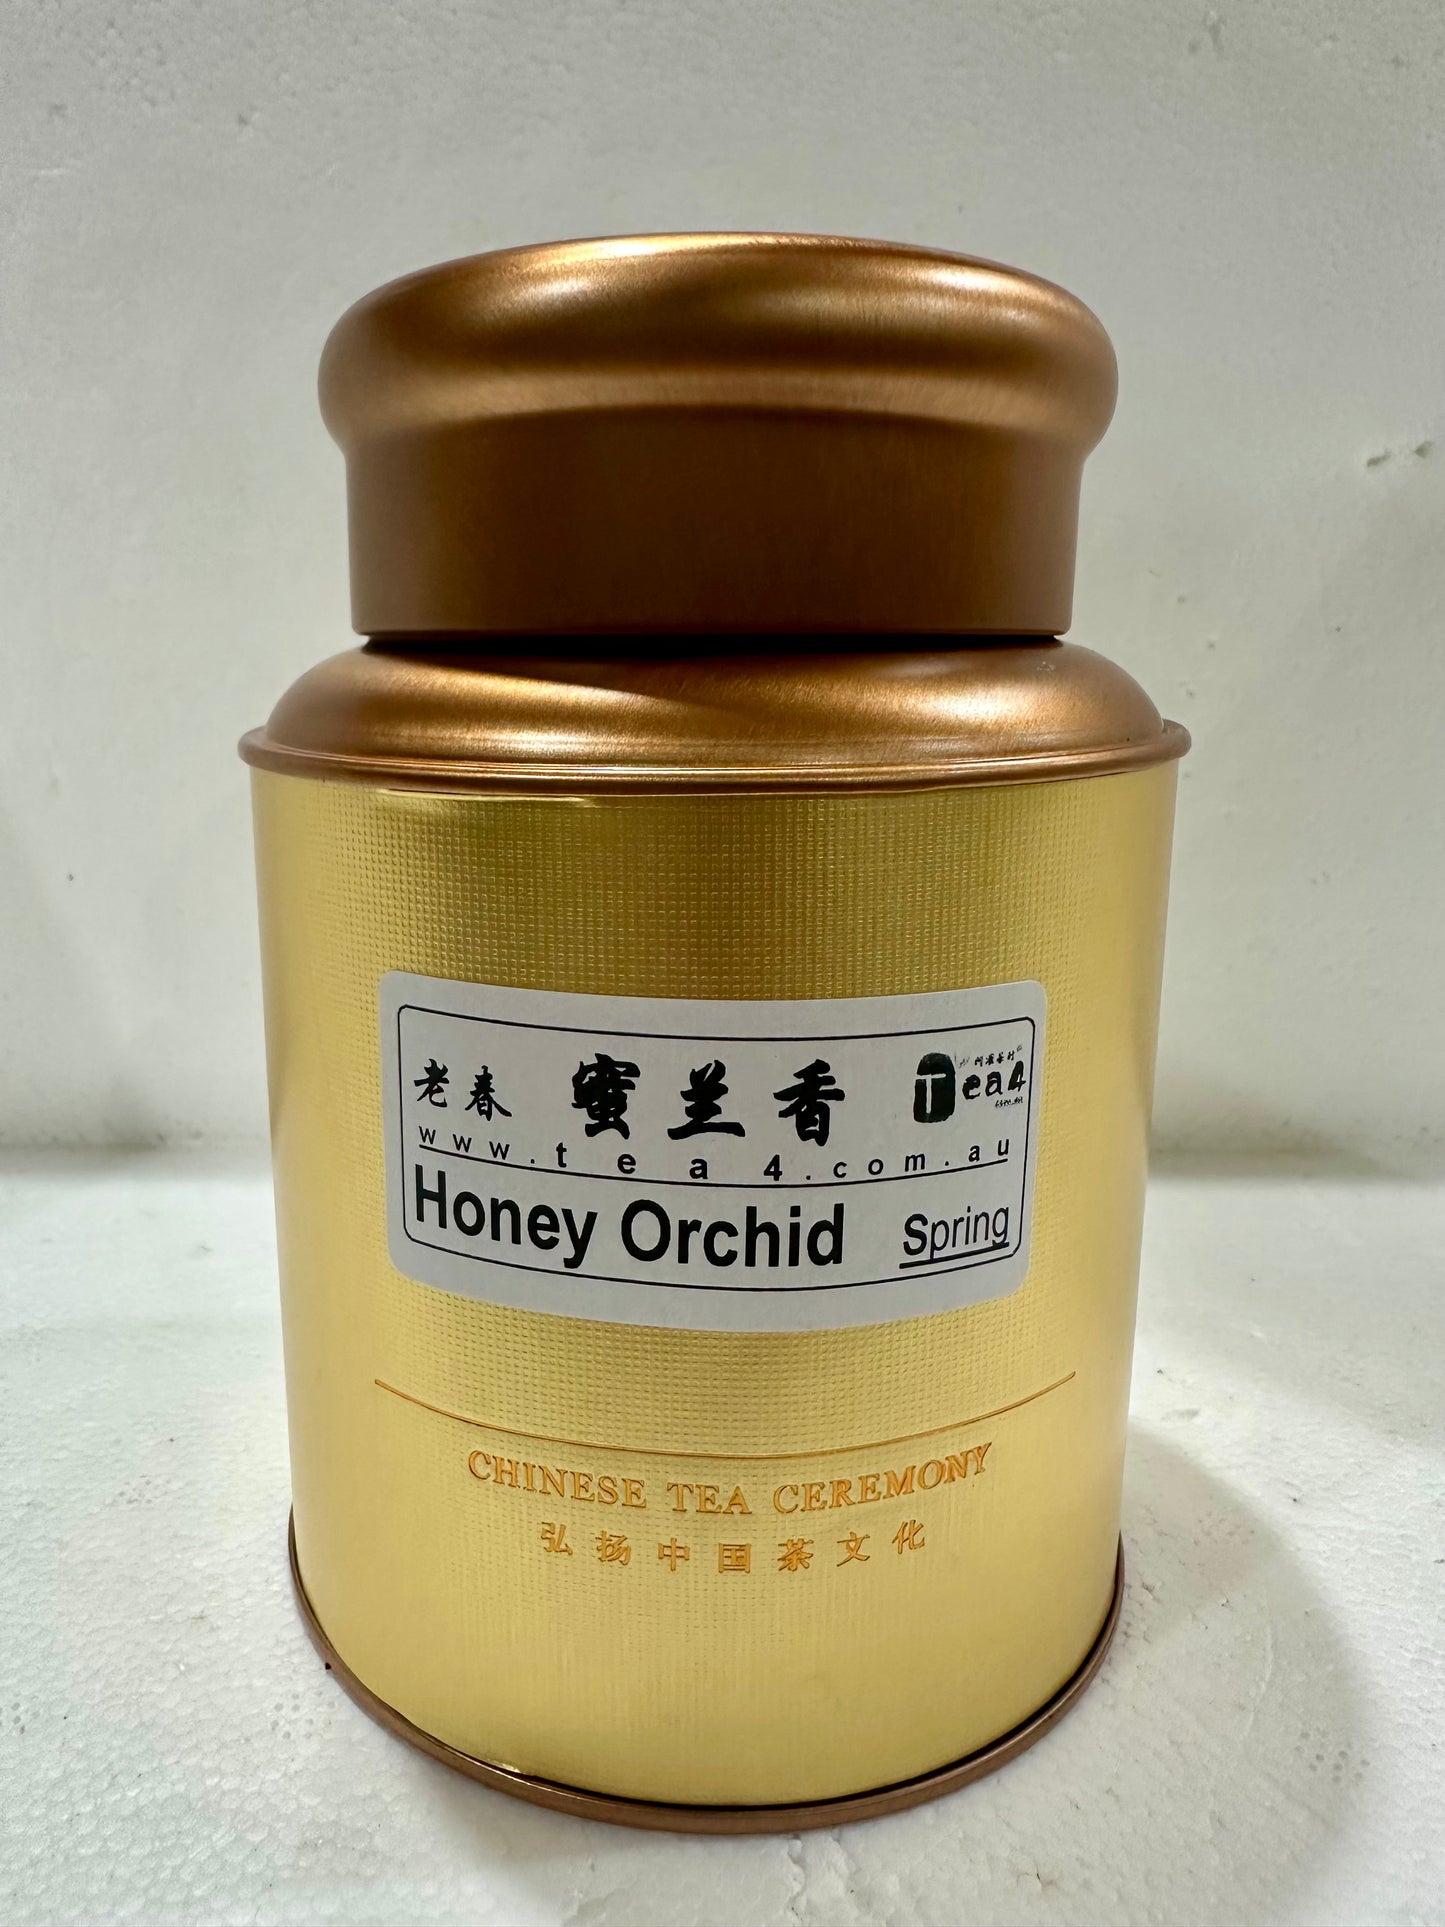 老春 蜜兰香 Tea4
www.tea4.com.au
Honey Orchid Spring
CHINESE TEA CEREMONY
弘扬中国茶文化